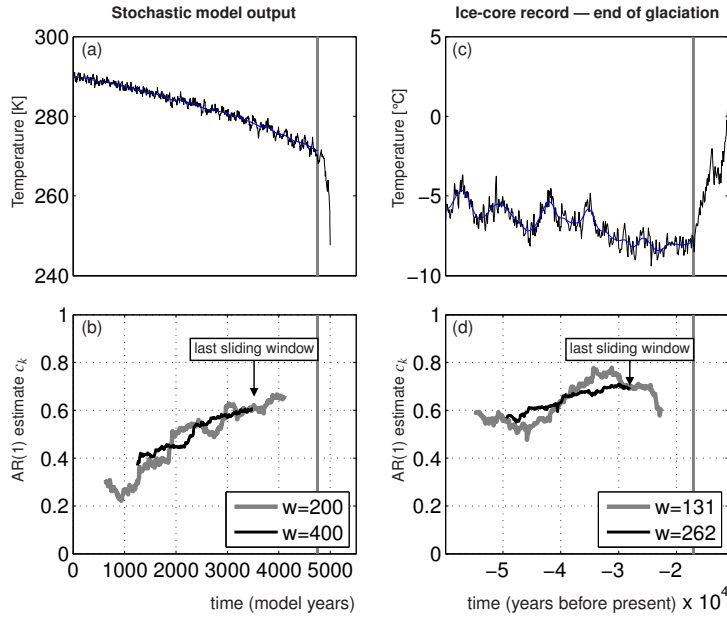 Stochastic model output
Ice-core record — end of glaciation
(a)
Temperature [K]
300
280
260
240
(c)
Temperature [°C]
5
0
−5
−10
(b)
AR(1) estimate c_k
1
0.8
0.6
0.4
0.2
0
last sliding window
w=200
w=400
0 1000 2000 3000 4000 5000
time (model years)
(d)
AR(1) estimate c_k
1
0.8
0.6
0.4
0.2
0
last sliding window
w=131
w=262
−5 −4 −3 −2
time (years before present) x 10^4